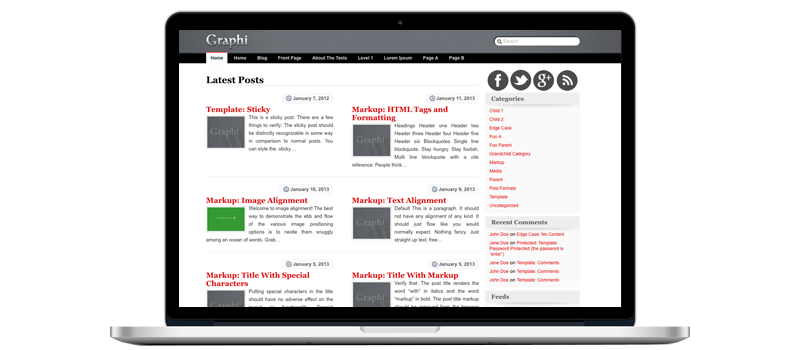 Graphi
Search
Home Home Blog Front Page About The Tests Level 1 Lorem Ipsum Page A Page B
Latest Posts
January 7, 2012
Template: Sticky
This is a sticky post: There are a few
things to verify: The sticky post should
be distinctly recognizable in some way
in comparison to normal posts. You
can style the .sticky…
January 11, 2013
Markup: HTML Tags and
Formatting
Headings Header one Header two
Header three Header four Header five
Header six Blockquotes Single line
blockquote: Stay hungry. Stay foolish.
Multi line blockquote with a cite
reference: People think…
January 10, 2013
Markup: Image Alignment
Welcome to image alignment! The best
way to demonstrate the ebb and flow
of the various image positioning
options is to nestle them snuggly
among an ocean of words. Grab…
January 9, 2013
Markup: Text Alignment
Default This is a paragraph. It should
not have any alignment of any kind. It
should just flow like you would
normally expect. Nothing fancy. Just
straight up text, free…
January 5, 2013
Markup: Title With Special
Characters
Putting special characters in the title
should have no adverse effect on the
January 5, 2013
Markup: Title With Markup
Verify that: The post title renders the
word "with" in italics and the word
"markup" in bold. The post title markup
Categories
Child 1
Child 2
Edge Case
Foo A
Foo Parent
Grandchild Category
Markup
Media
Parent
Post Formats
Template
Uncategorized
Recent Comments
John Doe on Edge Case: No Content
Jane Doe on Protected: Template:
Password Protected (the password is
"enter")
Jane Doe on Template: Comments
John Doe on Template: Comments
John Doe on Template: Comments
Feeds